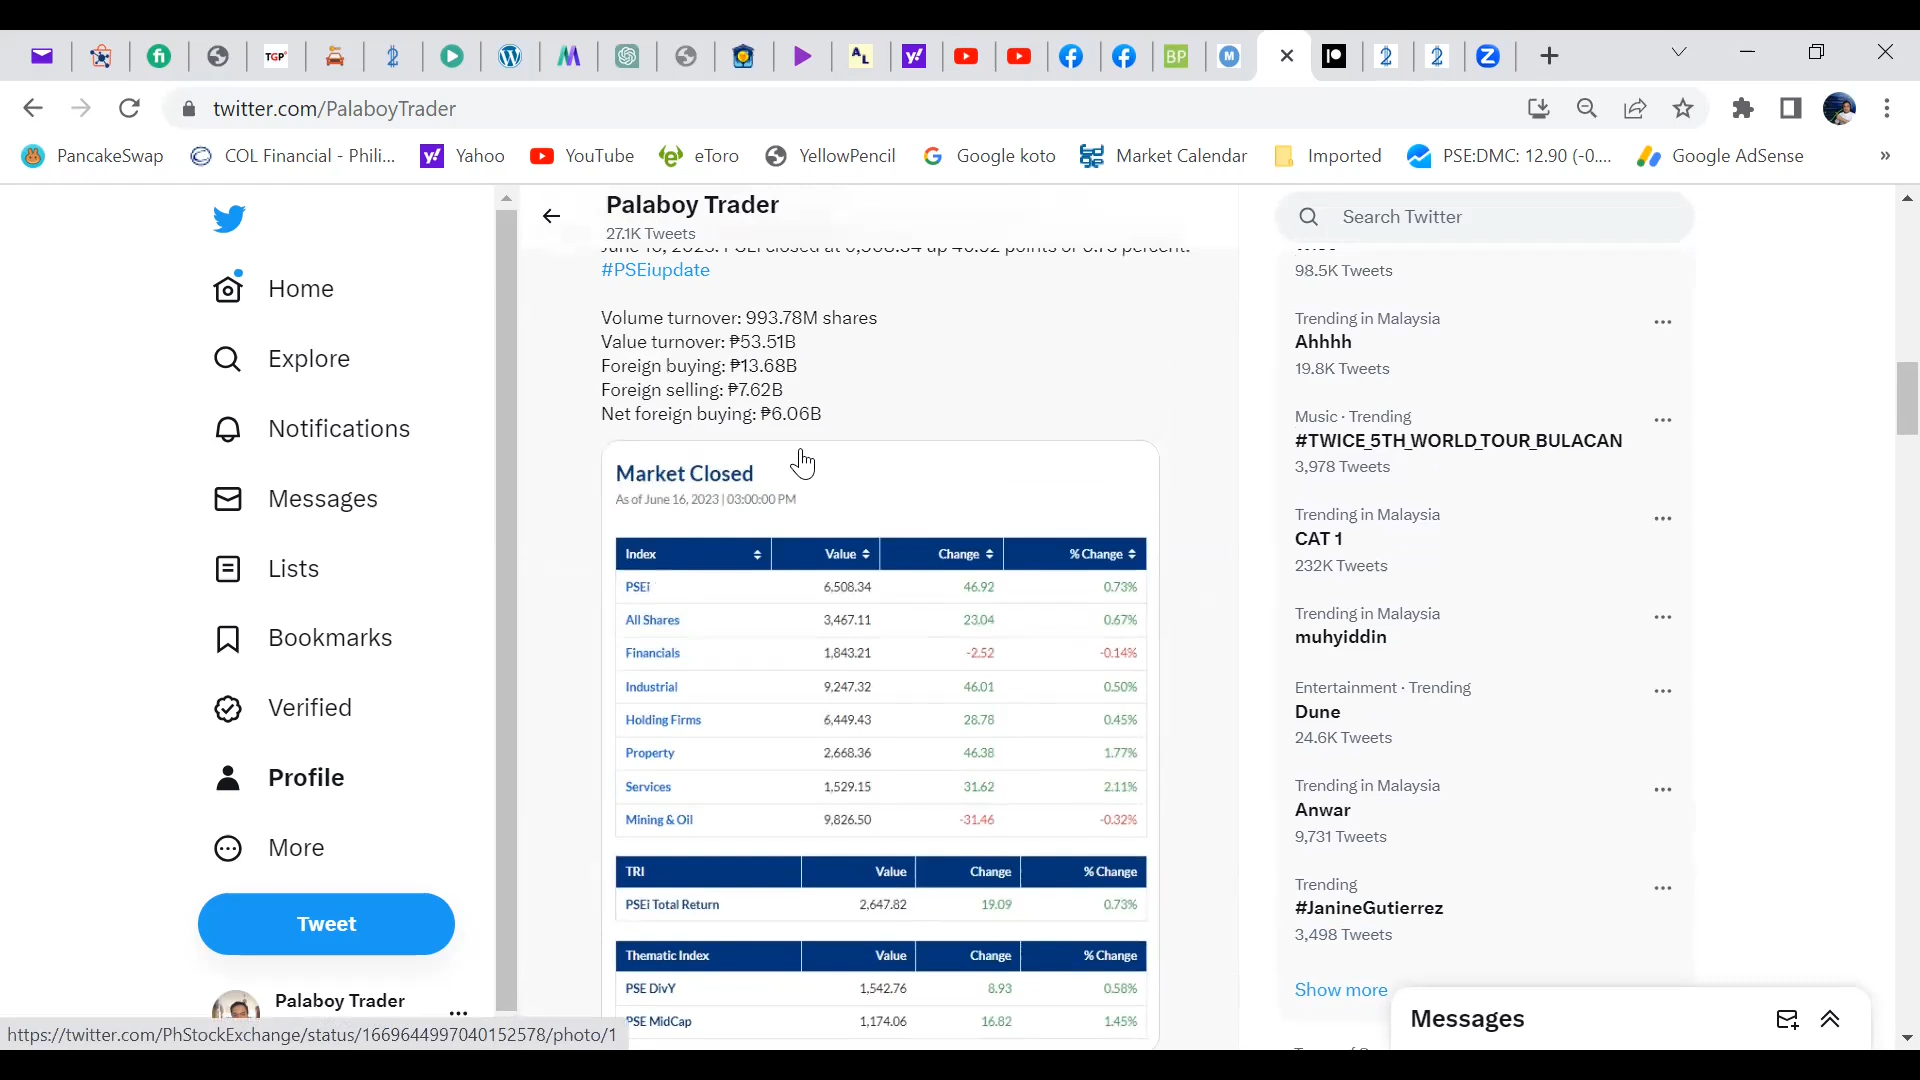 twitter.com/PalaboyTrader
PancakeSwap
COL Financial - Phili...
Yahoo
YouTube
eToro
YellowPencil
Google koto
Market Calendar
Imported
PSE:DMC: 12.90 (-0....
Google AdSense
»
Home
Explore
Notifications
Messages
Lists
Bookmarks
Verified
Profile
More
Tweet
Palaboy Trader
Palaboy Trader
27.1K Tweets
#PSEiupdate
Volume turnover: 993.78M shares
Value turnover: ₱53.51B
Foreign buying: ₱13.68B
Foreign selling: ₱7.62B
Net foreign buying: ₱6.06B
Market Closed
As of June 16, 2023 | 03:00:00 PM
Index Value Change % Change
PSEi 6,508.34 46.92 0.73%
All Shares 3,467.11 23.04 0.67%
Financials 1,843.21 -2.52 -0.14%
Industrial 9,247.32 46.01 0.50%
Holding Firms 6,449.43 28.78 0.45%
Property 2,668.36 46.38 1.77%
Services 1,529.15 31.62 2.11%
Mining & Oil 9,826.50 -31.46 -0.32%
TRI Value Change % Change
PSEi Total Return 2,647.82 19.09 0.73%
Thematic Index Value Change % Change
PSE DivY 1,542.76 8.93 0.58%
PSE MidCap 1,174.06 16.82 1.45%
Search Twitter
98.5K Tweets
Trending in Malaysia
Ahhhh
19.8K Tweets
Music · Trending
#TWICE_5TH_WORLD_TOUR_BULACAN
3,978 Tweets
Trending in Malaysia
CAT 1
232K Tweets
Trending in Malaysia
muhyiddin
Entertainment · Trending
Dune
24.6K Tweets
Trending in Malaysia
Anwar
9,731 Tweets
Trending
#JanineGutierrez
3,498 Tweets
Show more
Messages
https://twitter.com/PhStockExchange/status/1669644997040152578/photo/1